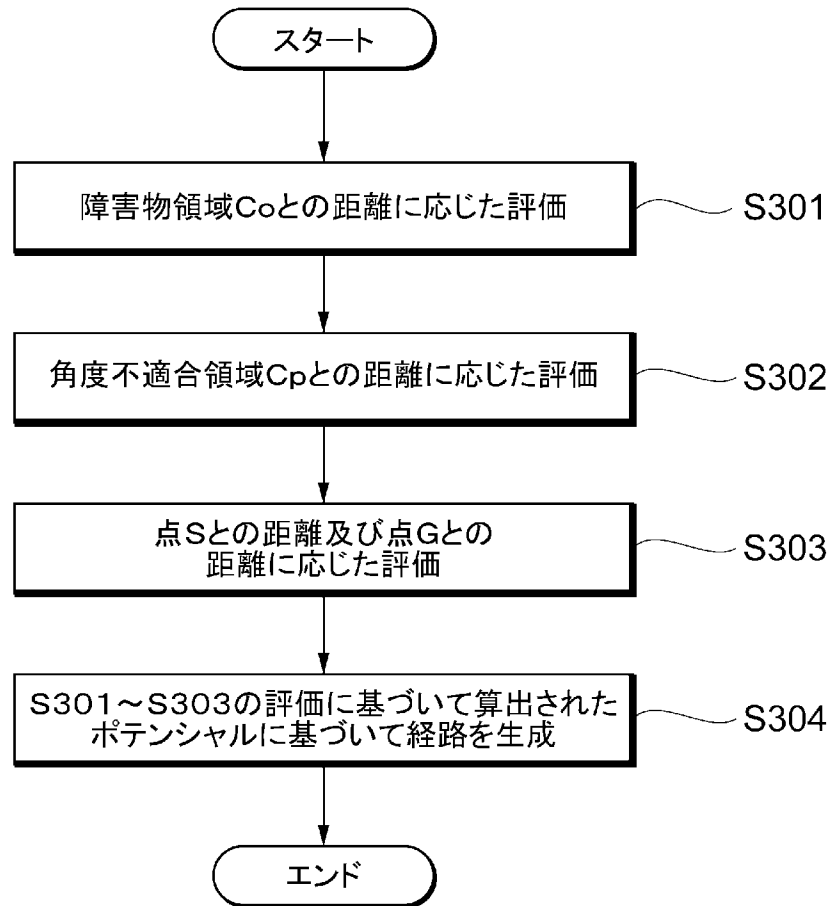 スタート
障害物領域Coとの距離に応じた評価
S301
角度不適合領域Cpとの距離に応じた評価
S302
点Sとの距離及び点Gとの
距離に応じた評価
S303
S301～S303の評価に基づいて算出された
ポテンシャルに基づいて経路を生成
S304
エンド